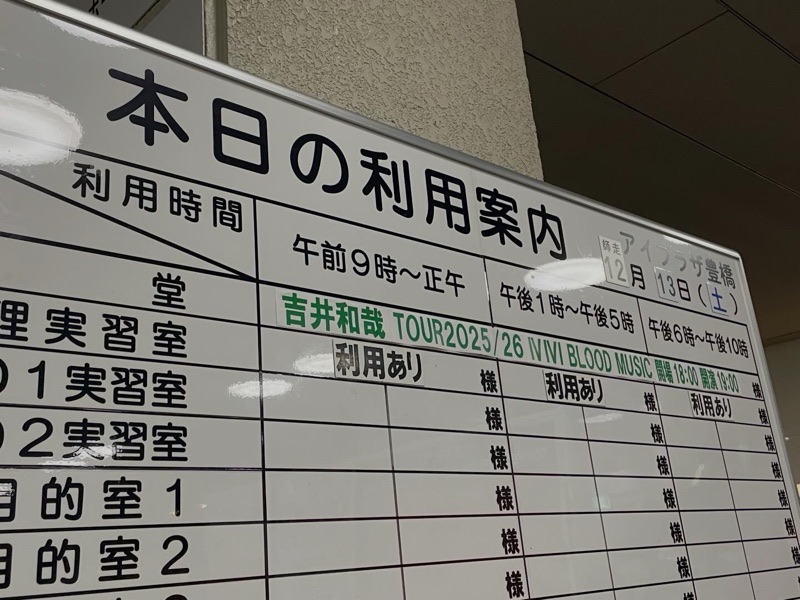 本日の利用案内
アイプラザ豊橋
師走
12月 13日(土)
利用時間
午前9時~正午
午後1時~午後5時
午後6時~午後10時
堂
吉井和哉 TOUR2025/26 IVIVI BLOOD MUSIC 開場18:00 開演19:00 様
理実習室 利用あり 様 利用あり 様 利用あり 様
01実習室 様 様 様
02実習室 様 様 様
目的室1 様 様 様
目的室2 様 様 様
様 様